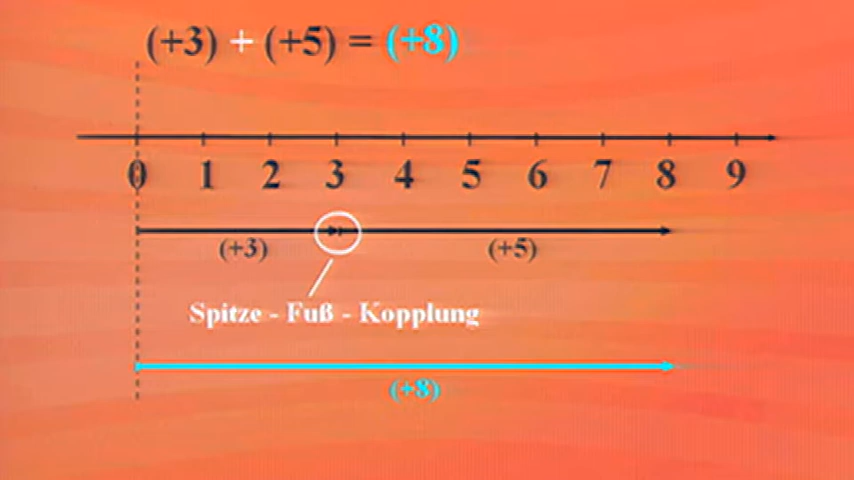 (+3) + (+5) = (+8)
0 1 2 3 4 5 6 7 8 9
(+3) (+5)
Spitze - Fuß - Kopplung
(+8)